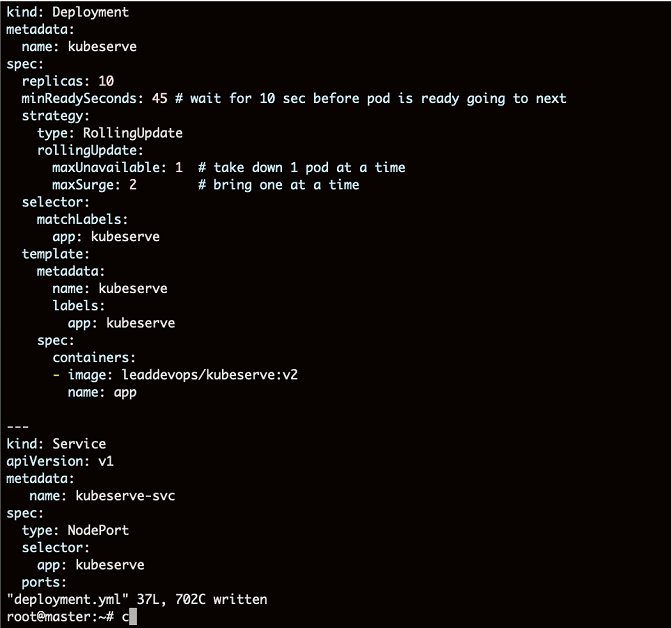 kind: Deployment
metadata:
  name: kubeserve
spec:
  replicas: 10
  minReadySeconds: 45 # wait for 10 sec before pod is ready going to next
  strategy:
    type: RollingUpdate
    rollingUpdate:
      maxUnavailable: 1  # take down 1 pod at a time
      maxSurge: 2        # bring one at a time
  selector:
    matchLabels:
      app: kubeserve
  template:
    metadata:
      name: kubeserve
      labels:
        app: kubeserve
    spec:
      containers:
      - image: leaddevops/kubeserve:v2
        name: app
---
kind: Service
apiVersion: v1
metadata:
   name: kubeserve-svc
spec:
  type: NodePort
  selector:
    app: kubeserve
  ports:
"deployment.yml" 37L, 702C written
root@master:~# c